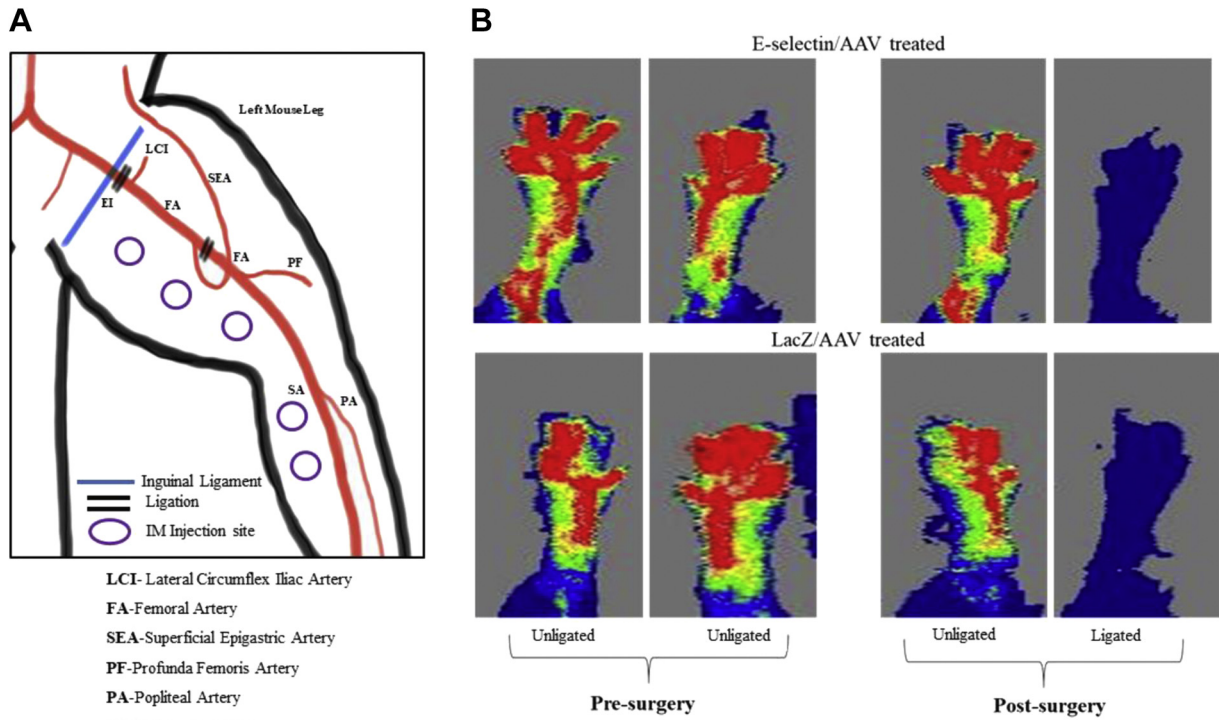 A
Left Mouse Leg
LCI
SEA
EI
FA
FA
PF
SA
PA
Inguinal Ligament
Ligation
IM Injection site
LCI- Lateral Circumflex Iliac Artery
FA-Femoral Artery
SEA-Superficial Epigastric Artery
PF-Profunda Femoris Artery
PA-Popliteal Artery
B
E-selectin/AAV treated
LacZ/AAV treated
Unligated
Unligated
Unligated
Ligated
Pre-surgery
Post-surgery